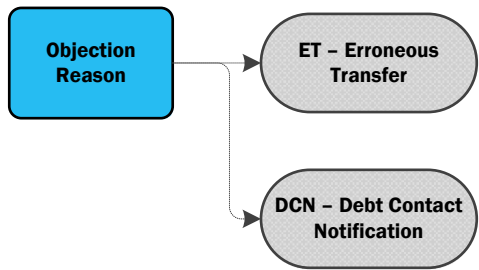 Objection
Reason
ET – Erroneous
Transfer
DCN – Debt Contact
Notification